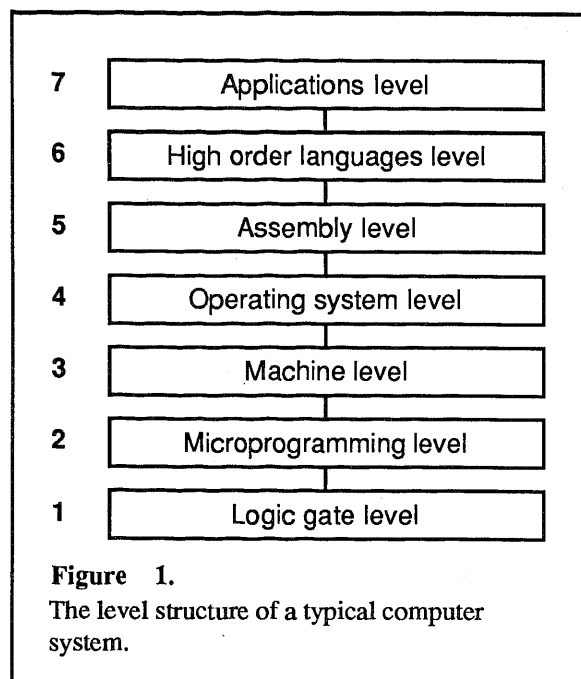 7 Applications level
6 High order languages level
5 Assembly level
4 Operating system level
3 Machine level
2 Microprogramming level
1 Logic gate level
Figure 1.
The level structure of a typical computer
system.